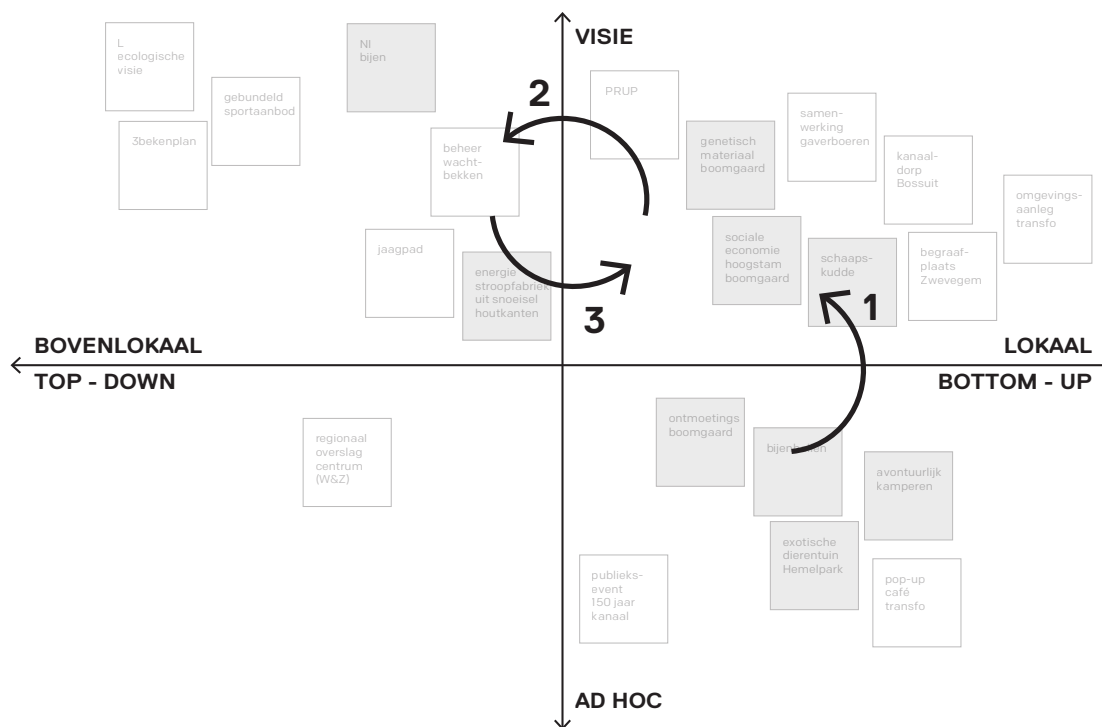 VISIE
L
ecologische
visie
NI
bijen
gebundeld
sportaanbod
3bekenplan
2
PRUP
beheer
wacht-
bekken
genetisch
materiaal
boomgaard
samen-
werking
gaverboeren
kanaal-
dorp
Bossuit
omgevings-
aanleg
transfo
jaagpad
energie
stroopfabriek
uit snoeisel
houtkanten
sociale
economie
hoogstam
boomgaard
schaaps-
kudde
begraaf-
plaats
Zwevegem
1
3
BOVENLOKAAL
LOKAAL
TOP - DOWN
BOTTOM - UP
regionaal
overslag
centrum
(W&Z)
ontmoetings
boomgaard
avontuurlijk
kamperen
exotische
dierentuin
Hemelpark
publieks-
event
150 jaar
kanaal
pop-up
café
transfo
AD HOC